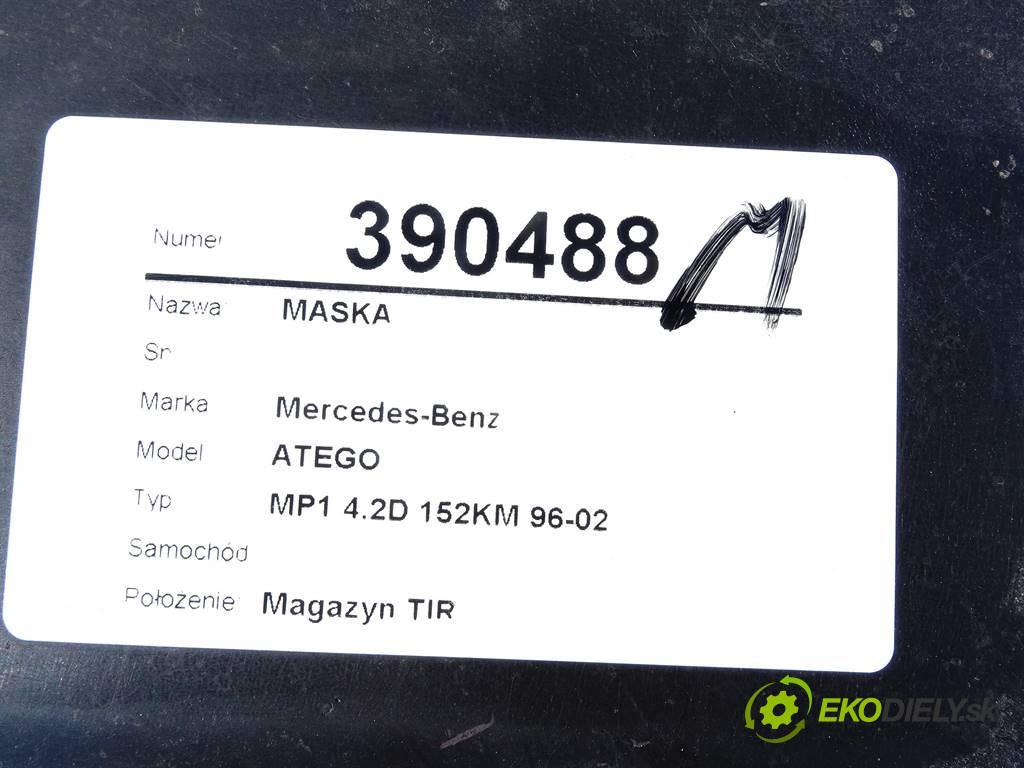 Numer 390488
Nazwa: MASKA
Sn
Marka Mercedes-Benz
Model ATEGO
Typ MP1 4.2D 152KM 96-02
Samochód
Położenie: Magazyn TIR
EKODIELY.sk